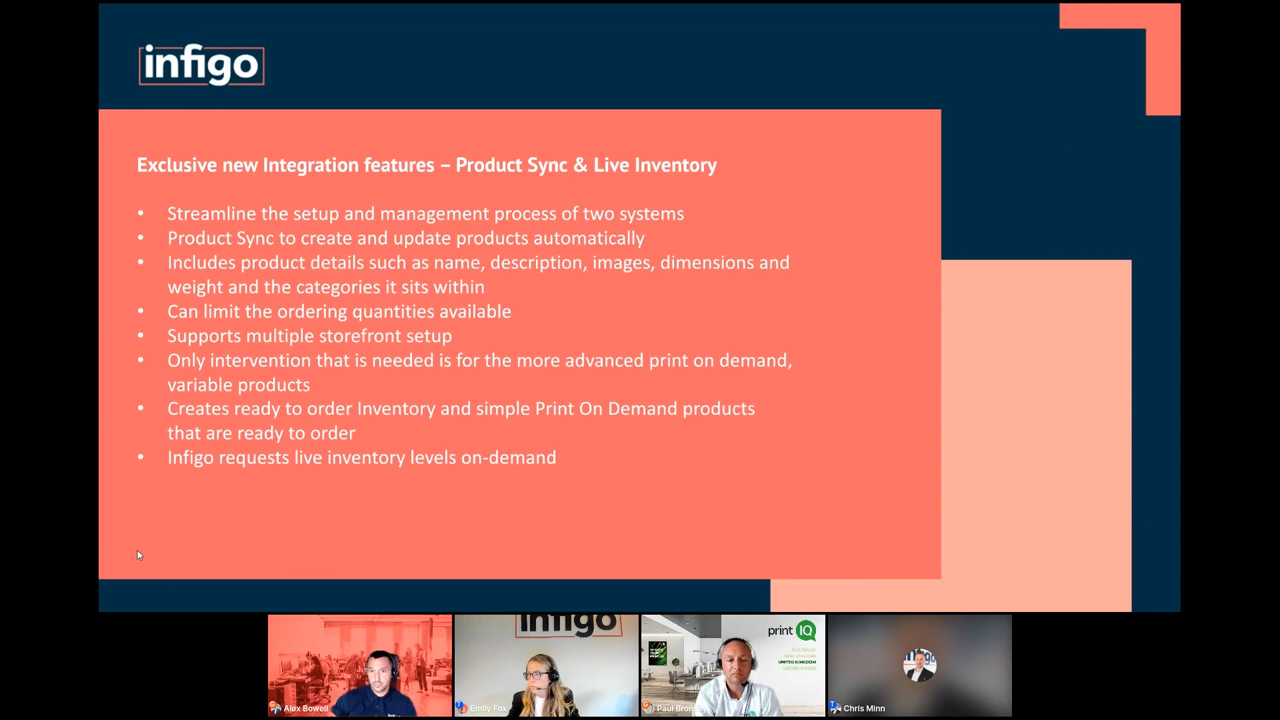 infigo
Exclusive new Integration features – Product Sync & Live Inventory
• Streamline the setup and management process of two systems
• Product Sync to create and update products automatically
• Includes product details such as name, description, images, dimensions and
weight and the categories it sits within
• Can limit the ordering quantities available
• Supports multiple storefront setup
• Only intervention that is needed is for the more advanced print on demand,
variable products
• Creates ready to order Inventory and simple Print On Demand products
that are ready to order
• Infigo requests live inventory levels on-demand
infigo
print IQ
UNITED KINGDOM
Alex Bowell
Emily Fox
Paul
Chris Minn